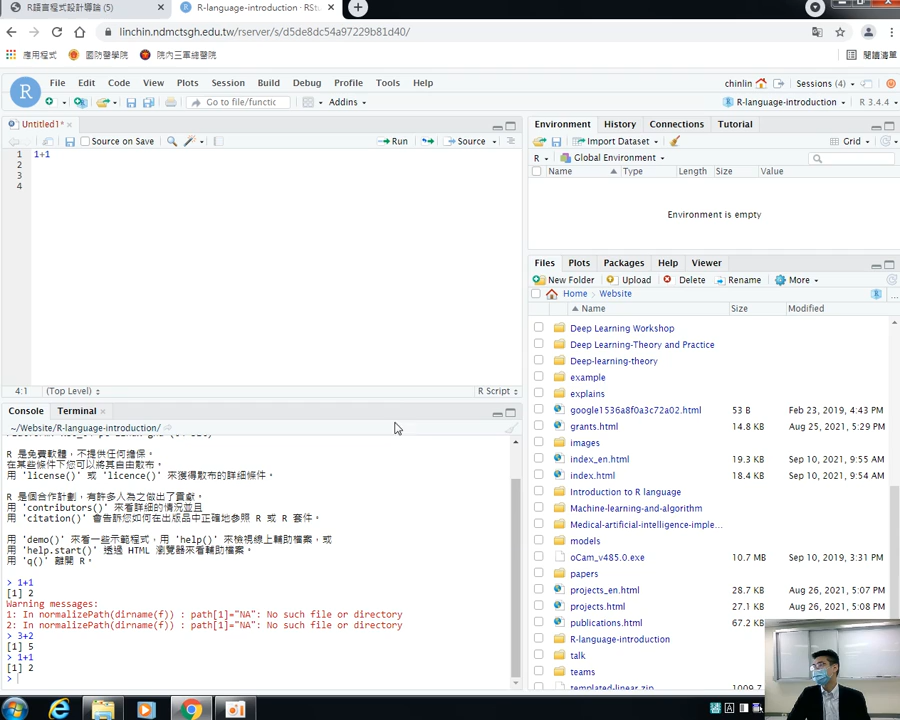 R語言程式設計導論 (5)
R-language-introduction · RSt
linchin.ndmctsgh.edu.tw/rserver/s/d5de8dc54a97229b81d40/
應用程式 國防醫學院 院內三軍總醫院 閱讀清單
File Edit Code View Plots Session Build Debug Profile Tools Help
chinlin Sessions (4)
Go to file/functic Addins
R-language-introduction R 3.4.4
Untitled1*
Source on Save Run Source
1 1+1
2
3
4
4:1 (Top Level) R Script
Console Terminal
~/Website/R-language-introduction/
R 是免費軟體，不提供任何擔保。
在某些條件下您可以將其自由散布。
用 'license()' 或 'licence()' 來獲得散布的詳細條件。
R 是個合作計劃，有許多人為之做出了貢獻。
用 'contributors()' 來看詳細的情況並且
用 'citation()' 會告訴您如何在出版品中正確地參照 R 或 R 套件。
用 'demo()' 來看一些示範程式，用 'help()' 來檢視線上輔助檔案，或
用 'help.start()' 透過 HTML 瀏覽器來看輔助檔案。
用 'q()' 離開 R。
> 1+1
[1] 2
Warning messages:
1: In normalizePath(dirname(f)) : path[1]="NA": No such file or directory
2: In normalizePath(dirname(f)) : path[1]="NA": No such file or directory
> 3+2
[1] 5
> 1+1
[1] 2
>
Environment History Connections Tutorial
Import Dataset Grid
R Global Environment
Name Type Length Size Value
Environment is empty
Files Plots Packages Help Viewer
New Folder Upload Delete Rename More
Home Website
Name Size Modified
Deep Learning Workshop
Deep Learning-Theory and Practice
Deep-learning-theory
example
explains
google1536a8f0a3c72a02.html 53 B Feb 23, 2019, 4:43 PM
grants.html 14.8 KB Aug 25, 2021, 5:29 PM
images
index_en.html 19.3 KB Sep 10, 2021, 9:55 AM
index.html 18.4 KB Sep 10, 2021, 9:54 AM
Introduction to R language
Machine-learning-and-algorithm
Medical-artificial-intelligence-imple...
models
oCam_v485.0.exe 10.7 MB Sep 10, 2019, 3:31 PM
papers
projects_en.html 28.7 KB Aug 26, 2021, 5:07 PM
projects.html 27.1 KB Aug 26, 2021, 5:08 PM
publications.html 67.2 KB
R-language-introduction
talk
teams
templated-linear.zip 1009.7